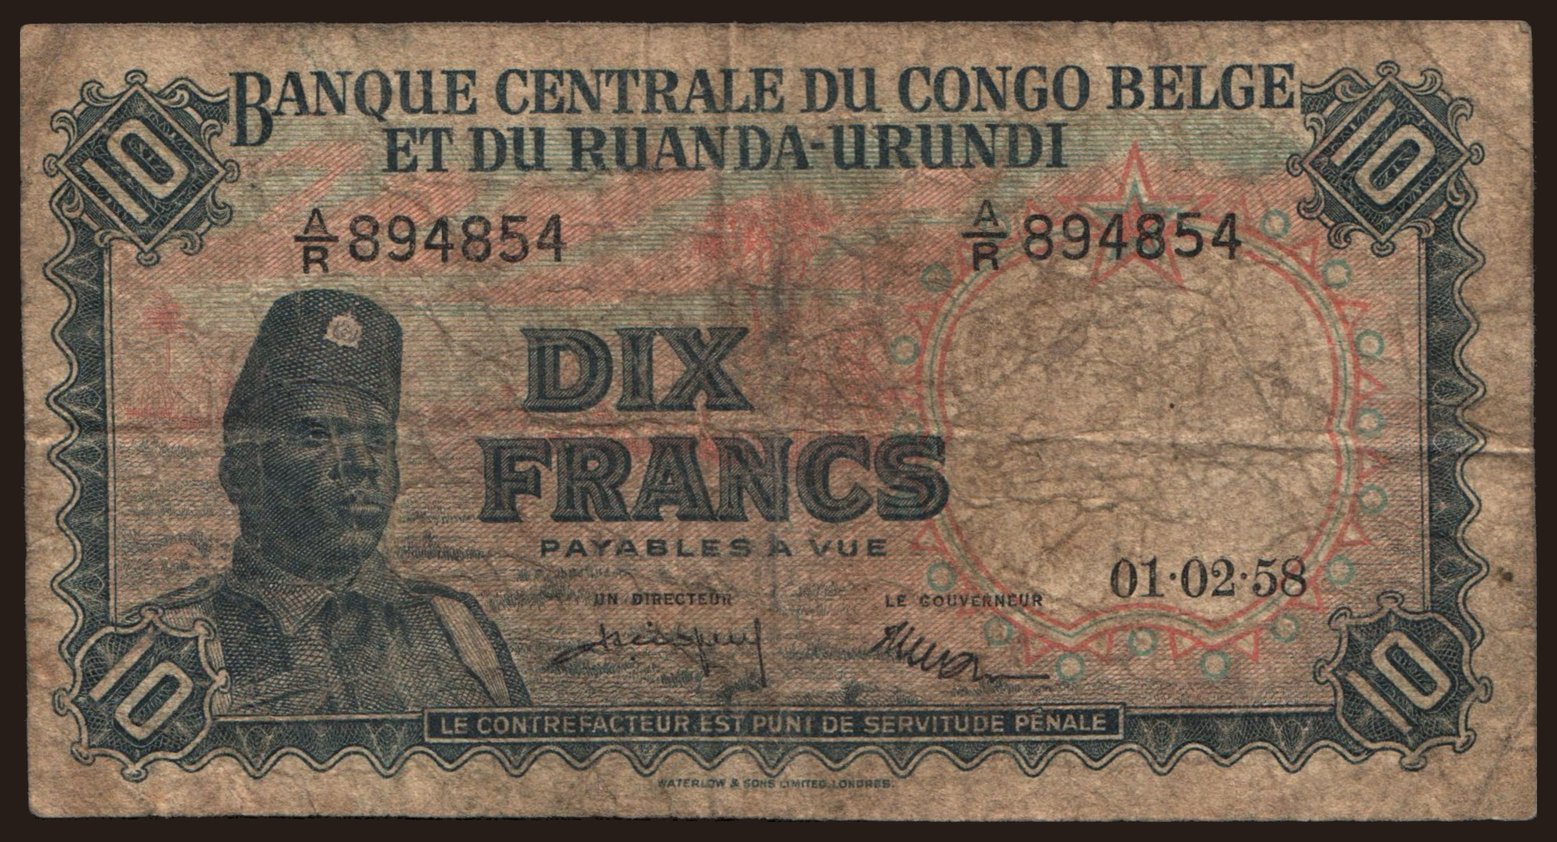 BANQUE CENTRALE DU CONGO BELGE
ET DU RUANDA-URUNDI
10 10
A/R 894854 A/R 894854
DIX
FRANCS
PAYABLES A VUE
01·02·58
UN DIRECTEUR LE GOUVERNEUR
10 10
LE CONTREFACTEUR EST PUNI DE SERVITUDE PÉNALE
WATERLOW & SONS LIMITED, LONDRES.